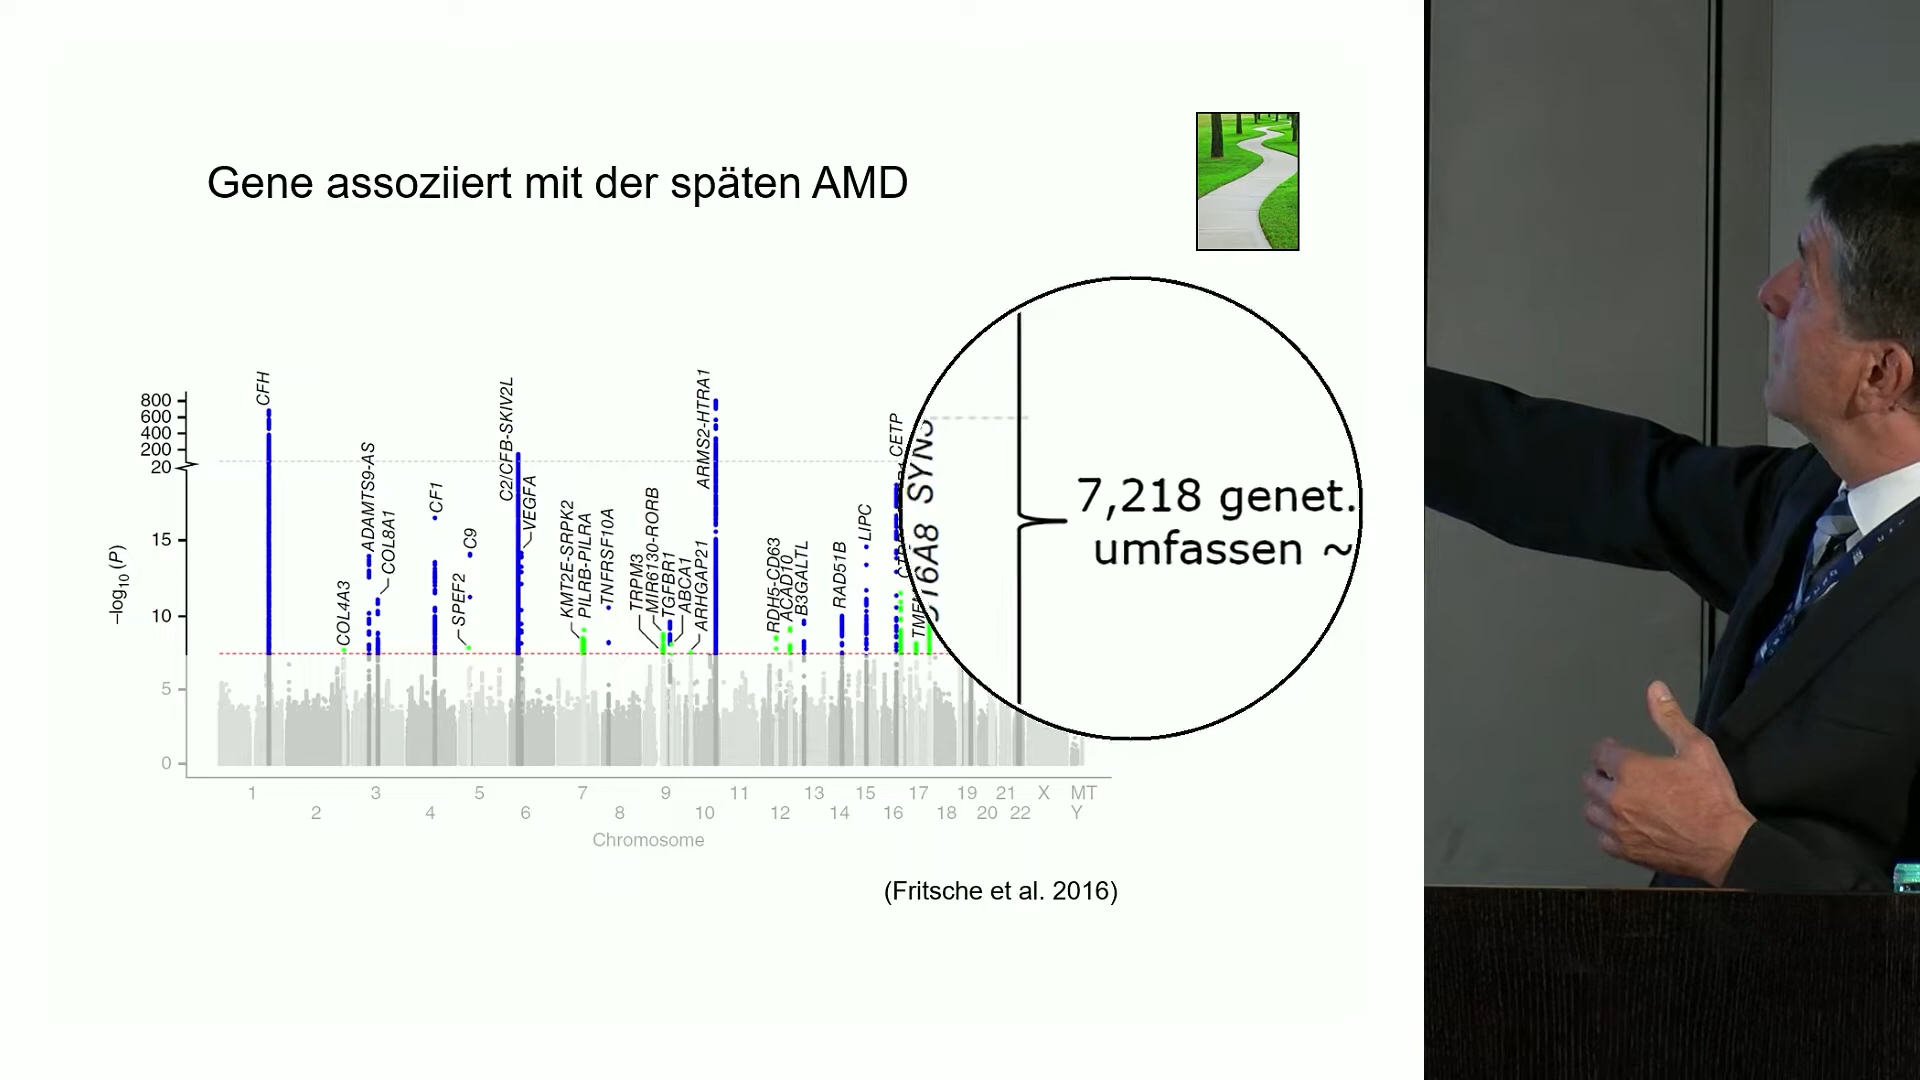 Gene assoziiert mit der späten AMD
CFH
COL4A3
ADAMTS9-AS
COL8A1
CF1
SPEF2
C9
C2/CFB-SKIV2L
VEGFA
KMT2E-SRPK2
PILRB-PILRA
TNFRSF10A
TRPM3
MIR6130-RORB
TGFBR1
ABCA1
ARHGAP21
ARMS2-HTRA1
RDH5-CD63
ACAD10
B3GALTL
RAD51B
LIPC
CETP
7,218 genet.
umfassen ~
800
600
400
200
20
15
10
5
0
–log10 (P)
1 3 5 7 9 11 13 15 17 19 21 X MT
2 4 6 8 10 12 14 16 18 20 22 Y
Chromosome
(Fritsche et al. 2016)